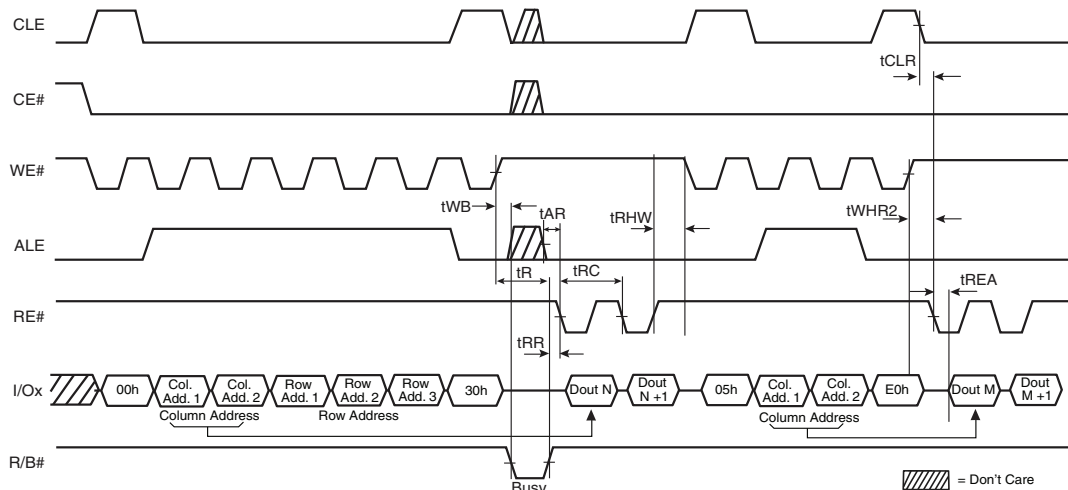 CLE
tCLR
CE#
WE#
tWB
tAR
tRHW
tWHR2
ALE
tR
tRC
tREA
RE#
tRR
I/Ox
00h
Col.
Add. 1
Col.
Add. 2
Row
Add. 1
Row
Add. 2
Row
Add. 3
30h
Dout N
Dout
N +1
05h
Col.
Add. 1
Col.
Add. 2
E0h
Dout M
Dout
M +1
Column Address
Row Address
Column Address
R/B#
Busy
= Don't Care